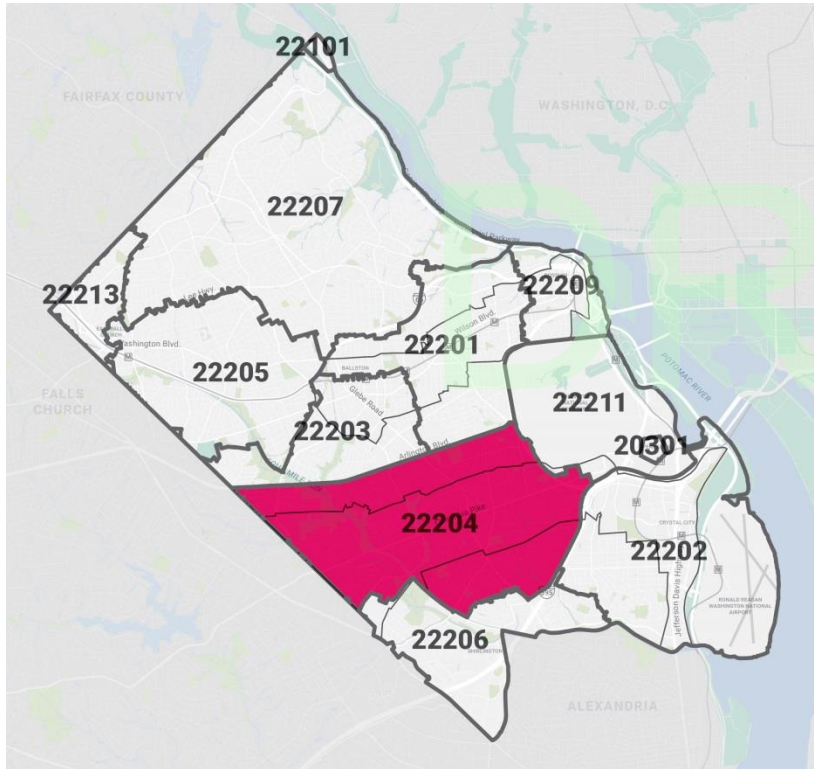 22101
FAIRFAX COUNTY
WASHINGTON, D.C.
22207
22213
Lee Hwy
22209
Washington Blvd.
Wilson Blvd.
22201
22205
BALLSTON
POTOMAC RIVER
FALLS
CHURCH
Glebe Road
22203
22211
Arlington Blvd.
20301
22204
CRYSTAL CITY
22202
Jefferson Davis High
RONALD REAGAN
WASHINGTON NATIONAL
AIRPORT
22206
ALEXANDRIA